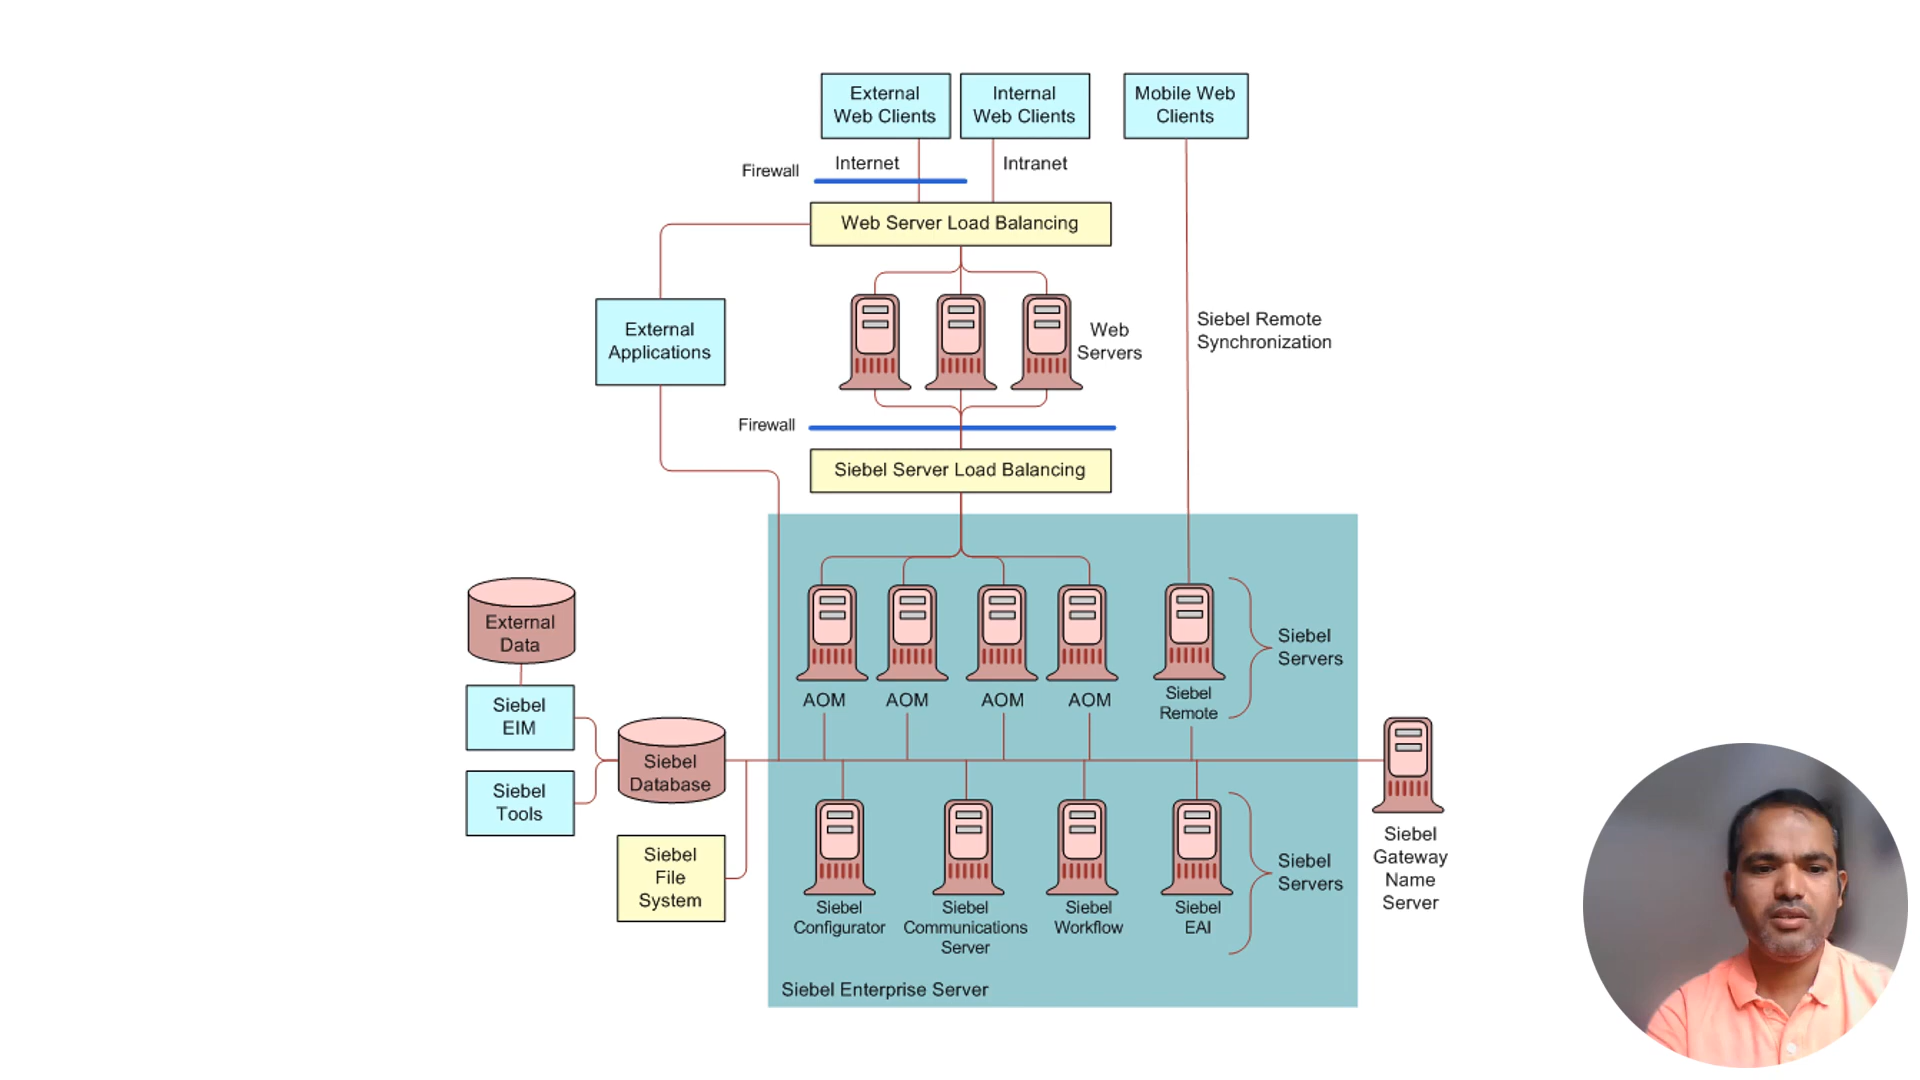 External
Web Clients
Internal
Web Clients
Mobile Web
Clients
Firewall
Internet
Intranet
Web Server Load Balancing
External
Applications
Web
Servers
Siebel Remote
Synchronization
Firewall
Siebel Server Load Balancing
External
Data
Siebel
EIM
Siebel
Tools
Siebel
Database
Siebel
File
System
AOM
AOM
AOM
AOM
Siebel
Remote
Siebel
Servers
Siebel
Configurator
Siebel
Communications
Server
Siebel
Workflow
Siebel
EAI
Siebel
Servers
Siebel
Gateway
Name
Server
Siebel Enterprise Server